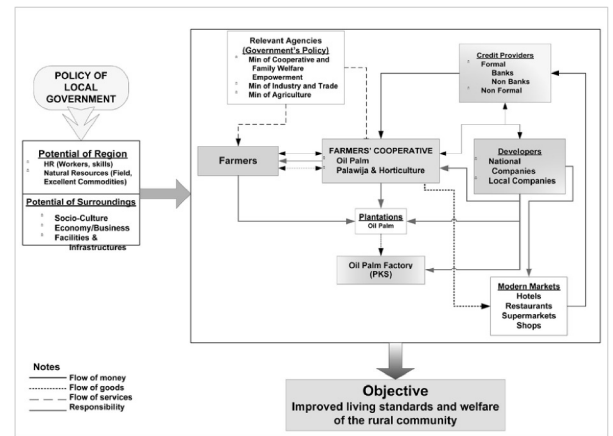 POLICY OF
LOCAL
GOVERNMENT
Potential of Region
HR (Workers, skills)
Natural Resources (Field,
Excellent Commodities)
Potential of Surroundings
Socio-Culture
Economy/Business
Facilities &
Infrastructures
Relevant Agencies
(Government's Policy)
Min of Cooperative and
Family Welfare
Empowerment
Min of Industry and Trade
Min of Agriculture
Credit Providers
Formal
Banks
Non Banks
Non Formal
Farmers
FARMERS' COOPERATIVE
Oil Palm
Palawija & Horticulture
Developers
National
Companies
Local Companies
Plantations
Oil Palm
Oil Palm Factory
(PKS)
Modern Markets
Hotels
Restaurants
Supermarkets
Shops
Notes
Flow of money
Flow of goods
Flow of services
Responsibility
Objective
Improved living standards and welfare
of the rural community